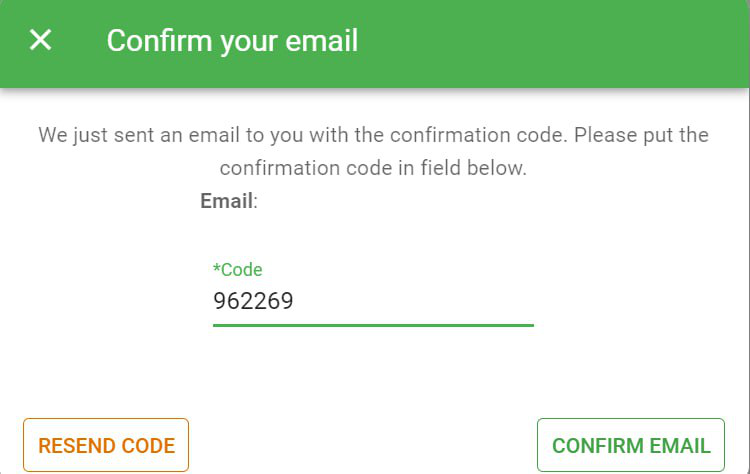 Confirm your email
We just sent an email to you with the confirmation code. Please put the
confirmation code in field below.
Email:
*Code
962269
RESEND CODE
CONFIRM EMAIL